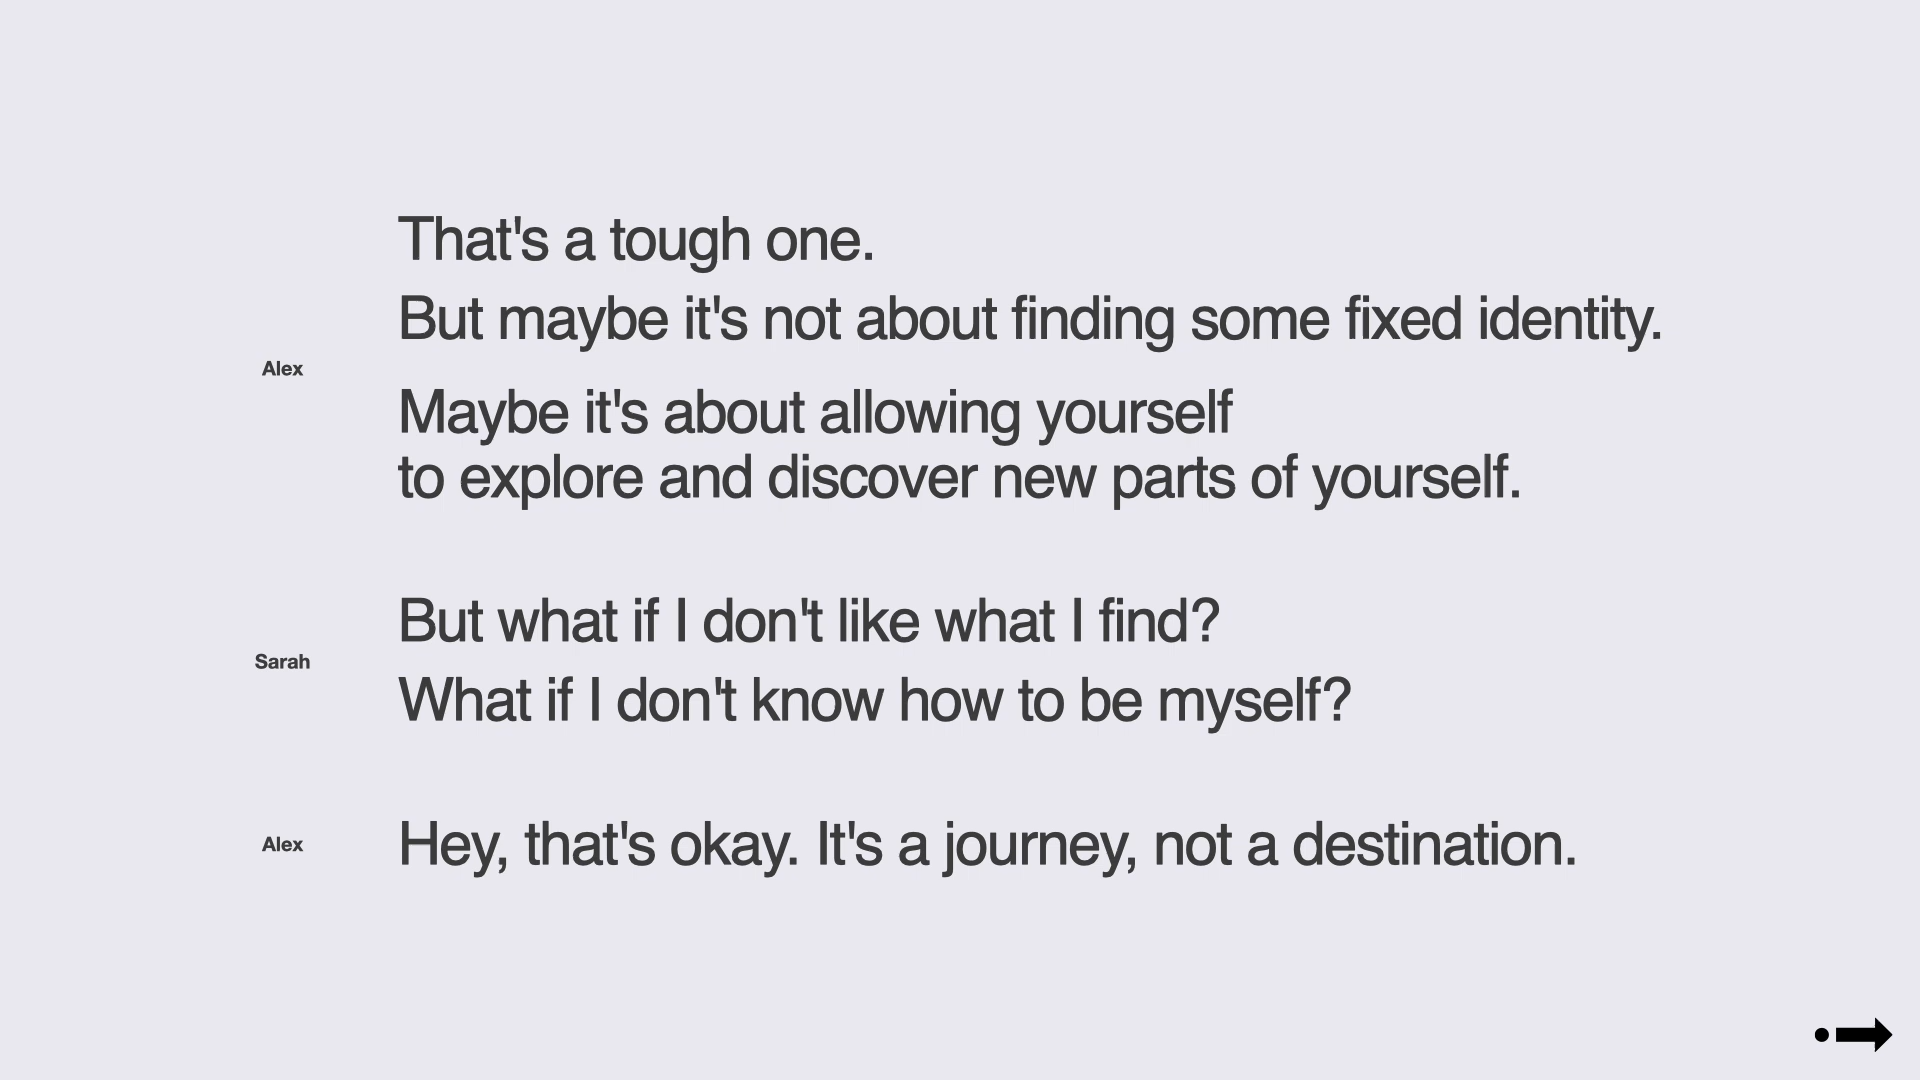 That's a tough one.
But maybe it's not about finding some fixed identity.
Alex
Maybe it's about allowing yourself
to explore and discover new parts of yourself.
But what if I don't like what I find?
Sarah
What if I don't know how to be myself?
Alex
Hey, that's okay. It's a journey, not a destination.